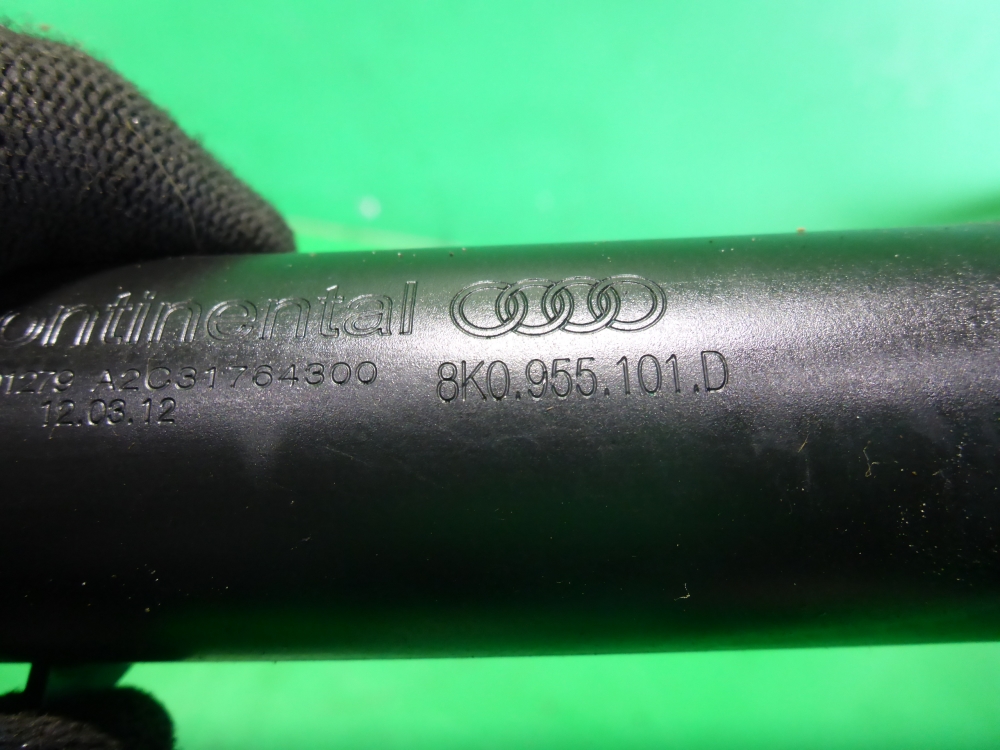 ontinental
1279 A2C31764300
12.03.12
8K0.955.101.D